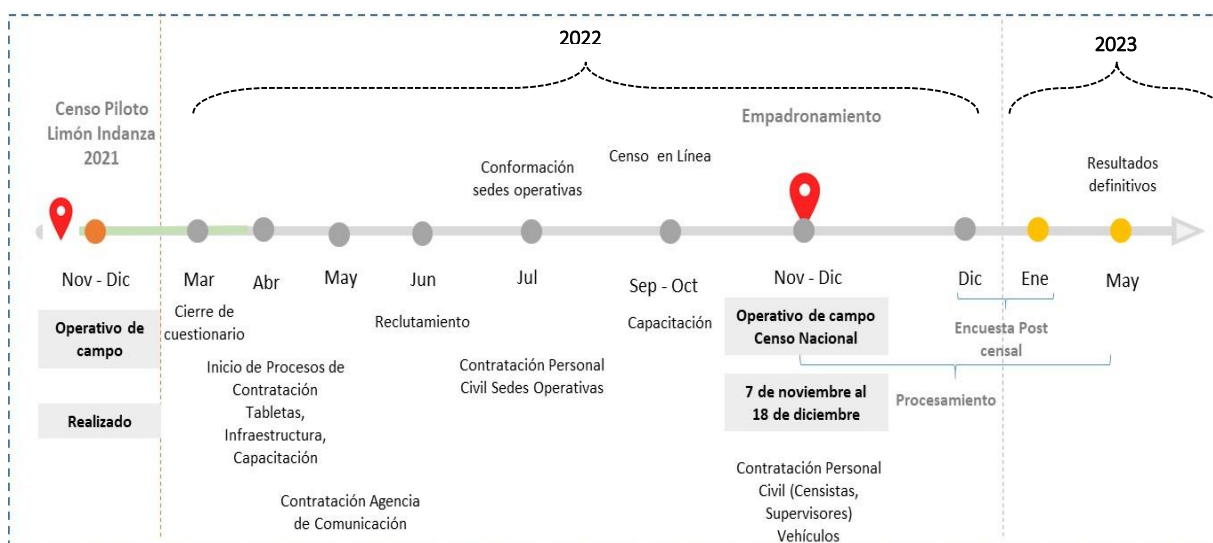 2022
2023
Censo Piloto
Limón Indanza
2021
Empadronamiento
Conformación
sedes operativas
Censo en Línea
Resultados
definitivos
Nov - Dic
Mar
Abr
May
Jun
Jul
Sep - Oct
Nov - Dic
Dic
Ene
May
Operativo de
campo
Realizado
Cierre de
cuestionario
Inicio de Procesos de
Contratación
Tabletas,
Infraestructura,
Capacitación
Contratación Agencia
de Comunicación
Reclutamiento
Contratación Personal
Civil Sedes Operativas
Capacitación
Operativo de campo
Censo Nacional
7 de noviembre al
18 de diciembre
Contratación Personal
Civil (Censistas,
Supervisores)
Vehículos
Encuesta Post
censal
Procesamiento